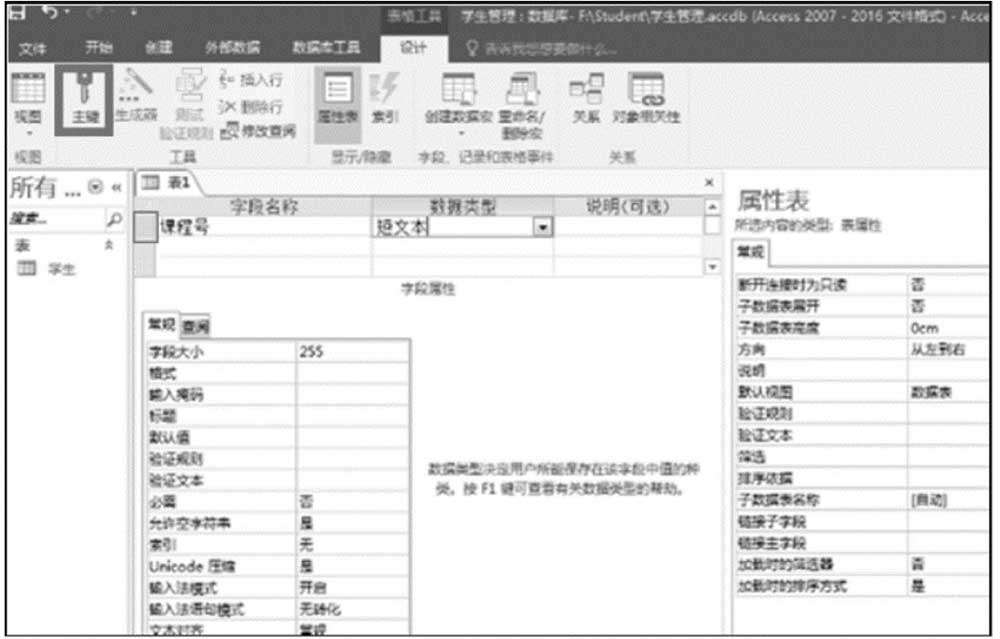 表格工具 学生管理：数据库- F:\Student\学生管理.accdb (Access 2007 - 2016 文件格式) - Acce
文件 开始 创建 外部数据 数据库工具 设计 告诉我您想要做什么...
视图 主键 生成器 测试验证规则 插入行 删除行 修改查阅 属性表 索引 创建数据宏 重命名/删除宏 关系 对象相关性
视图 工具 显示/隐藏 字段、记录和表格事件 关系
所有 ... «
搜索...
表
学生
表1 ×
字段名称 数据类型 说明(可选)
课程号 短文本
字段属性
常规 查阅
字段大小 255
格式
输入掩码
标题
默认值
验证规则
验证文本
必需 否
允许空字符串 是
索引 无
Unicode 压缩 是
输入法模式 开启
输入法语句模式 无转化
文本对齐 常规
数据类型决定用户所能保存在该字段中值的种
类。按 F1 键可查看有关数据类型的帮助。
属性表
所选内容的类型: 表属性
常规
断开连接时为只读 否
子数据表展开 否
子数据表高度 0cm
方向 从左到右
说明
默认视图 数据表
验证规则
验证文本
筛选
排序依据
子数据表名称 [自动]
链接子字段
链接主字段
加载时的筛选器 否
加载时的排序方式 是